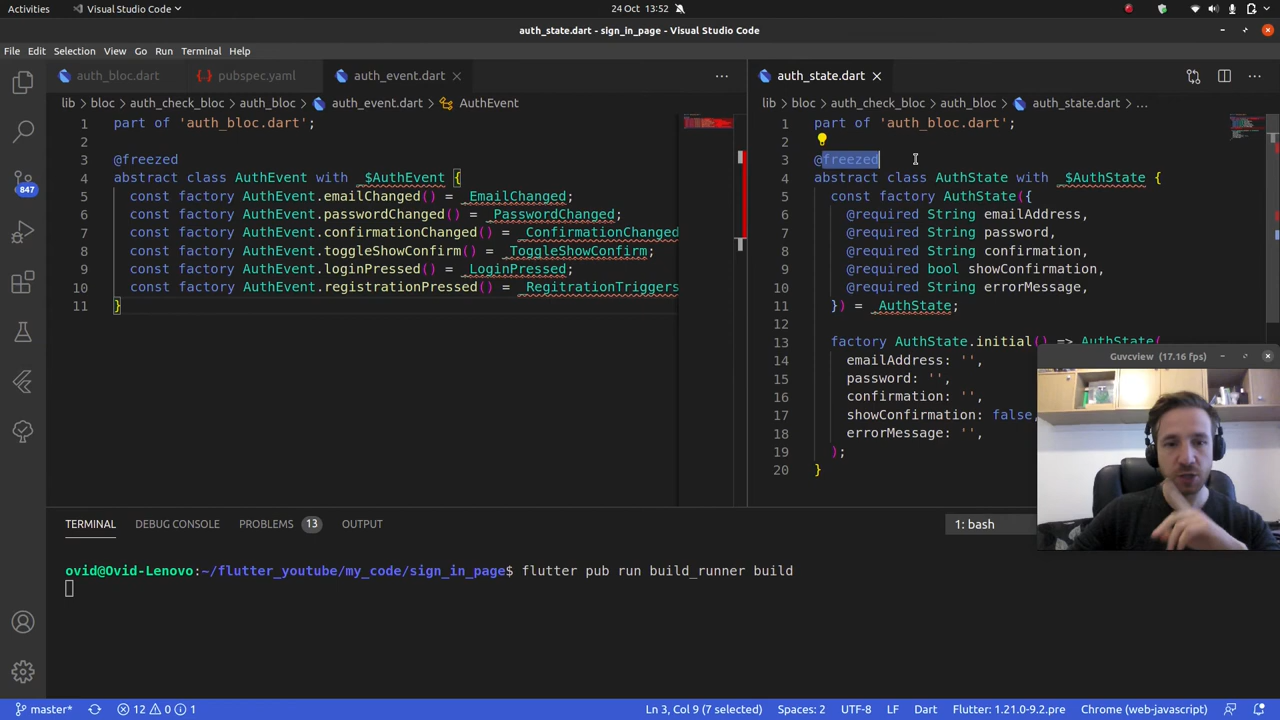 Activities
Visual Studio Code
24 Oct 13:52
auth_state.dart - sign_in_page - Visual Studio Code
File Edit Selection View Go Run Terminal Help
auth_bloc.dart
pubspec.yaml
auth_event.dart
auth_state.dart
lib > bloc > auth_check_bloc > auth_bloc > auth_event.dart > AuthEvent
1 part of 'auth_bloc.dart';
2
3 @freezed
4 abstract class AuthEvent with _$AuthEvent {
5 const factory AuthEvent.emailChanged() = _EmailChanged;
6 const factory AuthEvent.passwordChanged() = _PasswordChanged;
7 const factory AuthEvent.confirmationChanged() = _ConfirmationChanged
8 const factory AuthEvent.toggleShowConfirm() = _ToggleShowConfirm;
9 const factory AuthEvent.loginPressed() = _LoginPressed;
10 const factory AuthEvent.registrationPressed() = _RegitrationTriggers
11 }
lib > bloc > auth_check_bloc > auth_bloc > auth_state.dart > ...
1 part of 'auth_bloc.dart';
2
3 @freezed
4 abstract class AuthState with _$AuthState {
5 const factory AuthState({
6 @required String emailAddress,
7 @required String password,
8 @required String confirmation,
9 @required bool showConfirmation,
10 @required String errorMessage,
11 }) = _AuthState;
12
13 factory AuthState.initial() => AuthState(
14 emailAddress: '',
15 password: '',
16 confirmation: '',
17 showConfirmation: false,
18 errorMessage: '',
19 );
20 }
847
Guvcview (17.16 fps)
TERMINAL DEBUG CONSOLE PROBLEMS 13 OUTPUT
1: bash
ovid@Ovid-Lenovo:~/flutter_youtube/my_code/sign_in_page$ flutter pub run build_runner build
master* 12 0 1
Ln 3, Col 9 (7 selected) Spaces: 2 UTF-8 LF Dart Flutter: 1.21.0-9.2.pre Chrome (web-javascript)